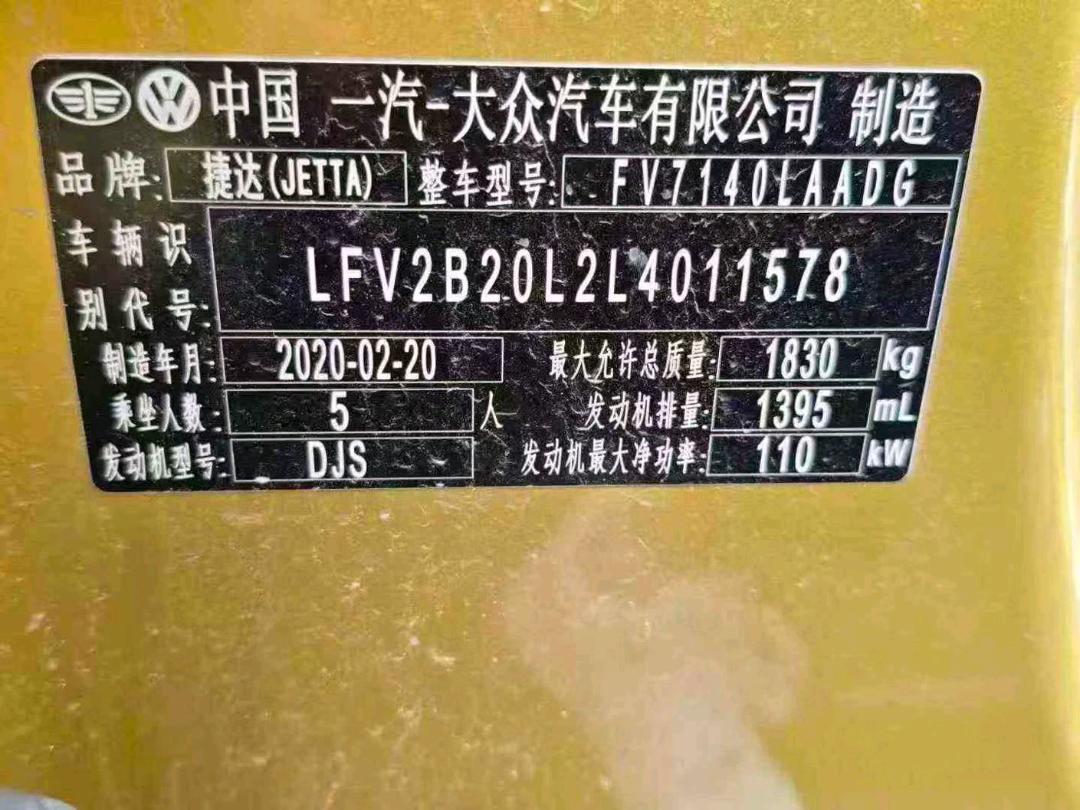 中国 一汽-大众汽车有限公司 制造
品牌: 捷达(JETTA) 整车型号: FV7140LAADG
车辆识别代号: LFV2B20L2L4011578
制造年月: 2020-02-20 最大允许总质量: 1830 kg
乘坐人数: 5 人 发动机排量: 1395 mL
发动机型号: DJS 发动机最大净功率: 110 kW